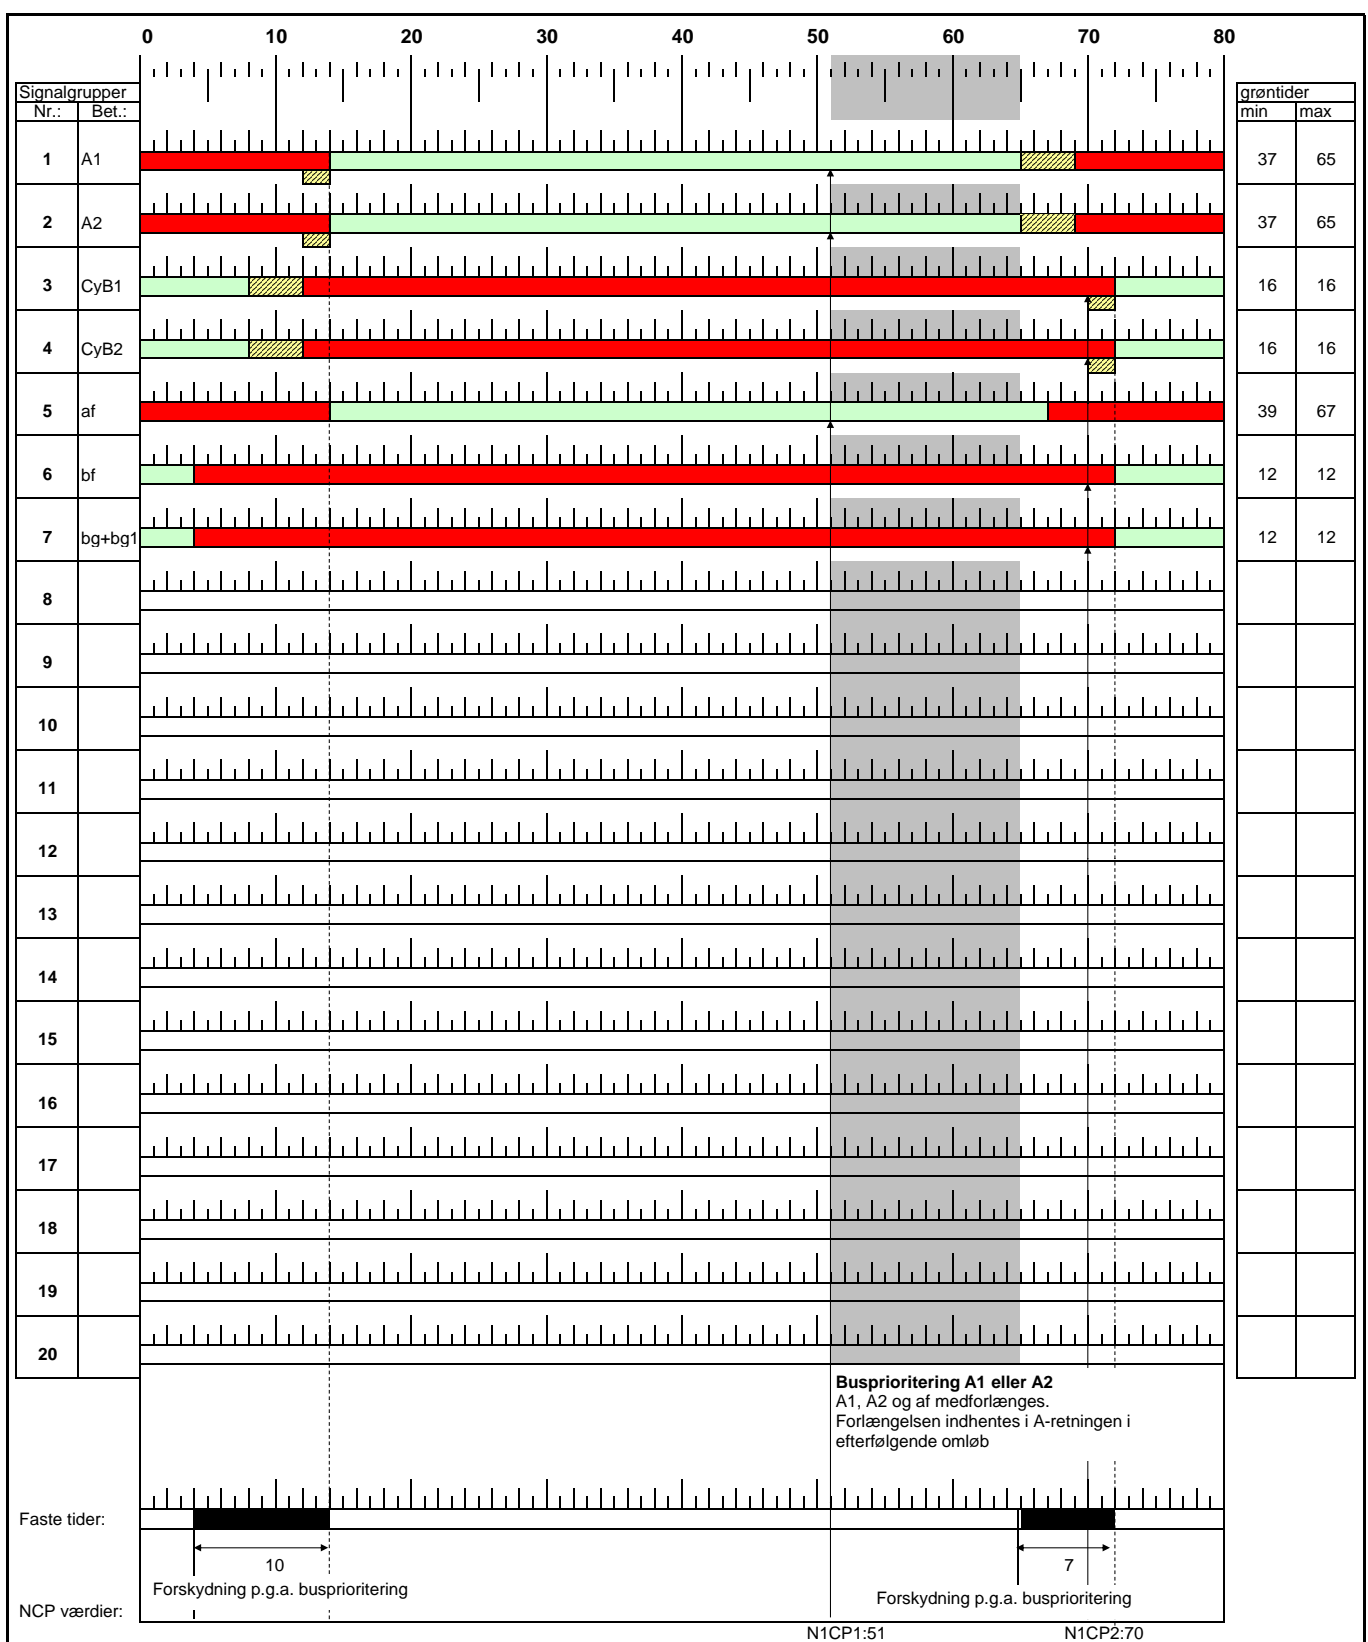 0 10 20 30 40 50 60 70 80
Signalgrupper grøntider
Nr.: Bet.: min max
1 A1 37 65
2 A2 37 65
3 CyB1 16 16
4 CyB2 16 16
5 af 39 67
6 bf 12 12
7 bg+bg1 12 12
8
9
10
11
12
13
14
15
16
17
18
19
20
Busprioritering A1 eller A2
A1, A2 og af medforlænges.
Forlængelsen indhentes i A-retningen i
efterfølgende omløb
Faste tider:
10 7
Forskydning p.g.a. busprioritering Forskydning p.g.a. busprioritering
NCP værdier:
N1CP1:51 N1CP2:70